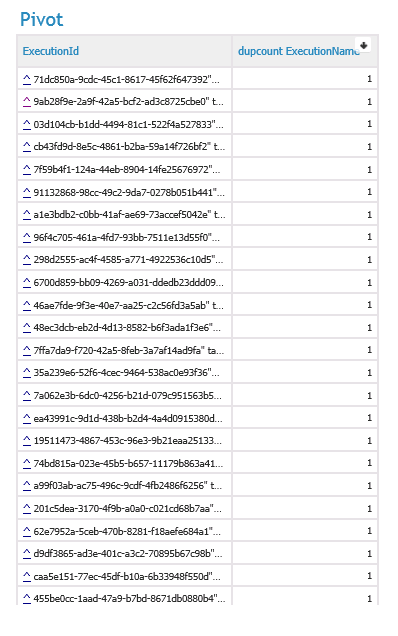 Pivot
ExecutionId dupcount ExecutionName
^ 71dc850a-9cdc-45c1-8617-45f62f647392"... 1
^ 9ab28f9e-2a9f-42a5-bcf2-ad3c8725cbe0" t... 1
^ 03d104cb-b1dd-4494-81c1-522f4a527833"... 1
^ cb43fd9d-8e5c-4861-b2ba-59a14f726bf2" t... 1
^ 7f59b4f1-124a-44eb-8904-14fe25676972"... 1
^ 91132868-98cc-49c2-9da7-0278b051b441"... 1
^ a1e3bdb2-c0bb-41af-ae69-73accef5042e" t... 1
^ 96f4c705-461a-4fd7-93bb-7511e13d55f0"... 1
^ 298d2555-ac4f-4585-a771-4922536c10d5"... 1
^ 6700d859-bb09-4269-a031-ddedb23ddd09... 1
^ 46ae7fde-9f3e-40e7-aa25-c2c56fd3a5ab" t... 1
^ 48ec3dcb-eb2d-4d13-8582-b6f3ada1f3e6"... 1
^ 7ffa7da9-f720-42a5-8feb-3a7af14ad9fa" ta... 1
^ 35a239e6-52f6-4cec-9464-538ac0e93f36"... 1
^ 7a062e3b-6dc0-4256-b21d-079c951563b5... 1
^ ea43991c-9d1d-438b-b2d4-4a4d0915380d... 1
^ 19511473-4867-453c-96e3-9b21eaa25133... 1
^ 74bd815a-023e-45b5-b657-11179b863a41... 1
^ a99f03ab-ac75-496c-9cdf-4fb2486f6256" t... 1
^ 201c5dea-3170-4f9b-a0a0-c021cd68b7aa"... 1
^ 62e7952a-5ceb-470b-8281-f18aefe684a1"... 1
^ d9df3865-ad3e-401c-a3c2-70895b67c98b"... 1
^ caa5e151-77ec-45df-b10a-6b33948f550d"... 1
^ 455be0cc-1aad-47a9-b7bd-8671db0880b4"... 1